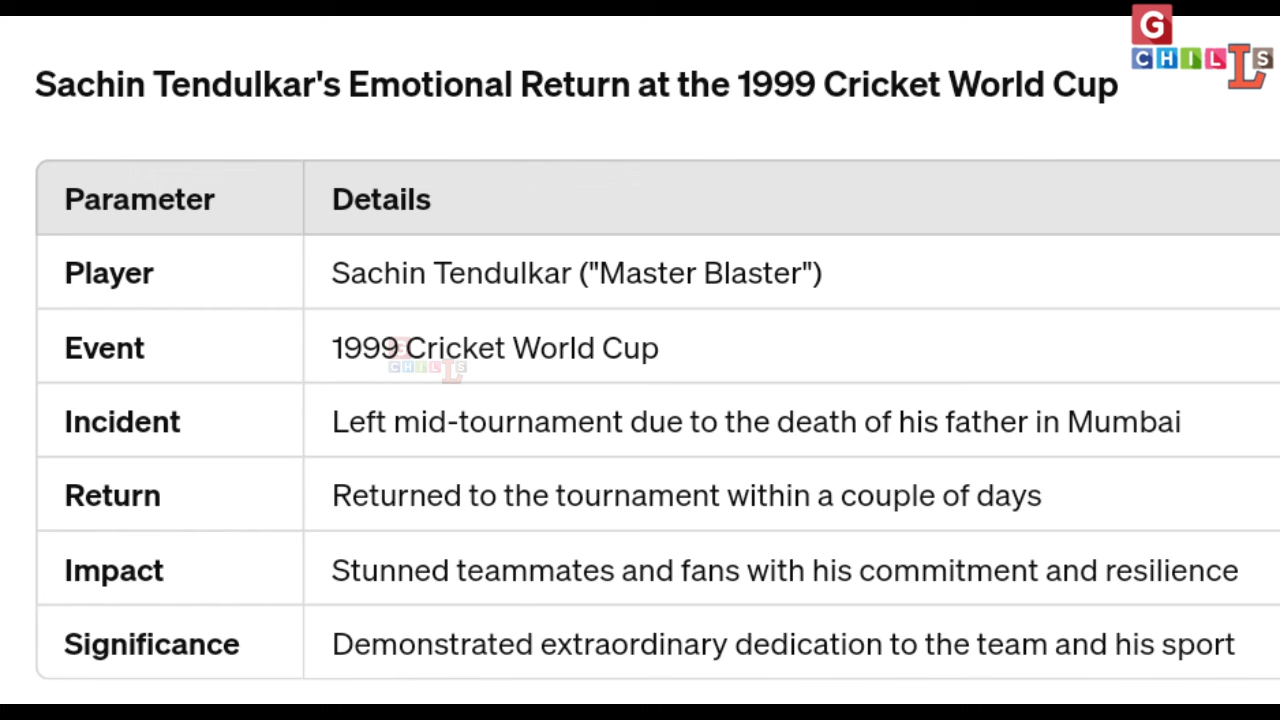 G
CHILLS
Sachin Tendulkar's Emotional Return at the 1999 Cricket World Cup
Parameter Details
Player Sachin Tendulkar ("Master Blaster")
Event 1999 Cricket World Cup
G
CHILLS
Incident Left mid-tournament due to the death of his father in Mumbai
Return Returned to the tournament within a couple of days
Impact Stunned teammates and fans with his commitment and resilience
Significance Demonstrated extraordinary dedication to the team and his sport